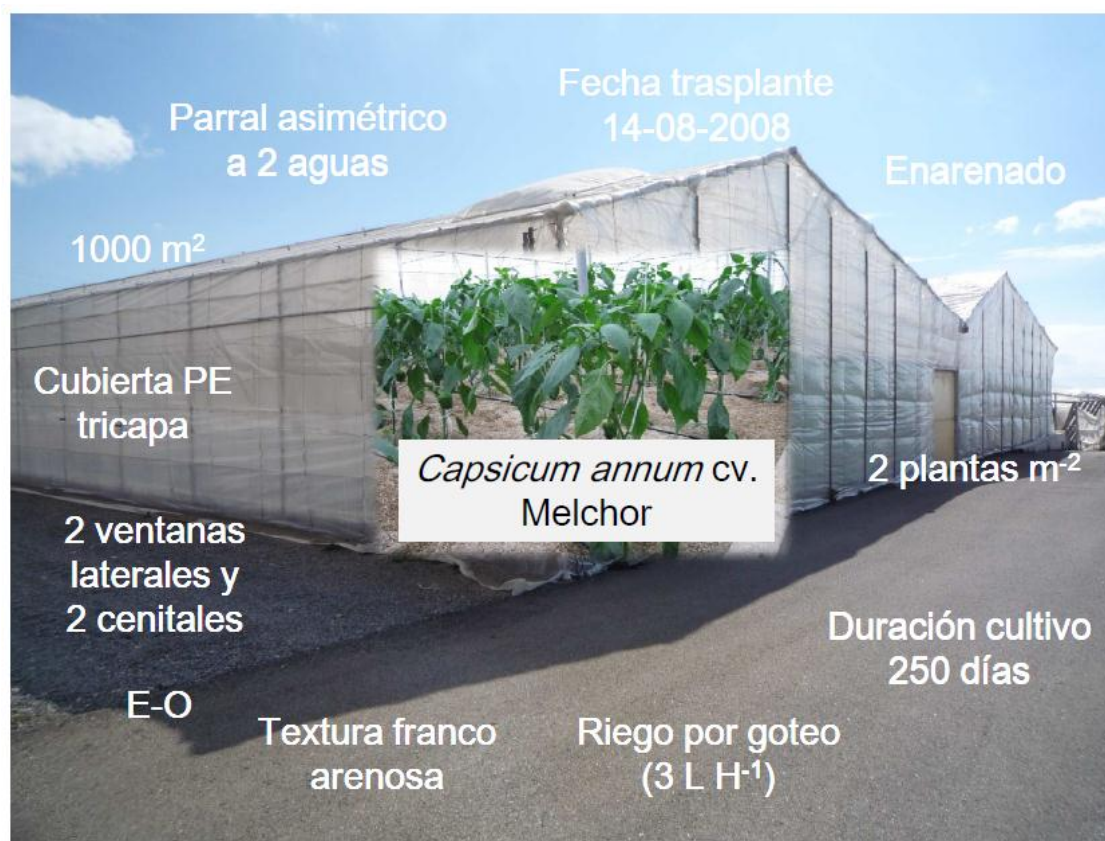 Fecha trasplante
14-08-2008
Parral asimétrico
a 2 aguas
Enarenado
1000 m²
Cubierta PE
tricapa
Capsicum annum cv.
Melchor
2 plantas m⁻²
2 ventanas
laterales y
2 cenitales
Duración cultivo
250 días
E-O
Textura franco
arenosa
Riego por goteo
(3 L H⁻¹)